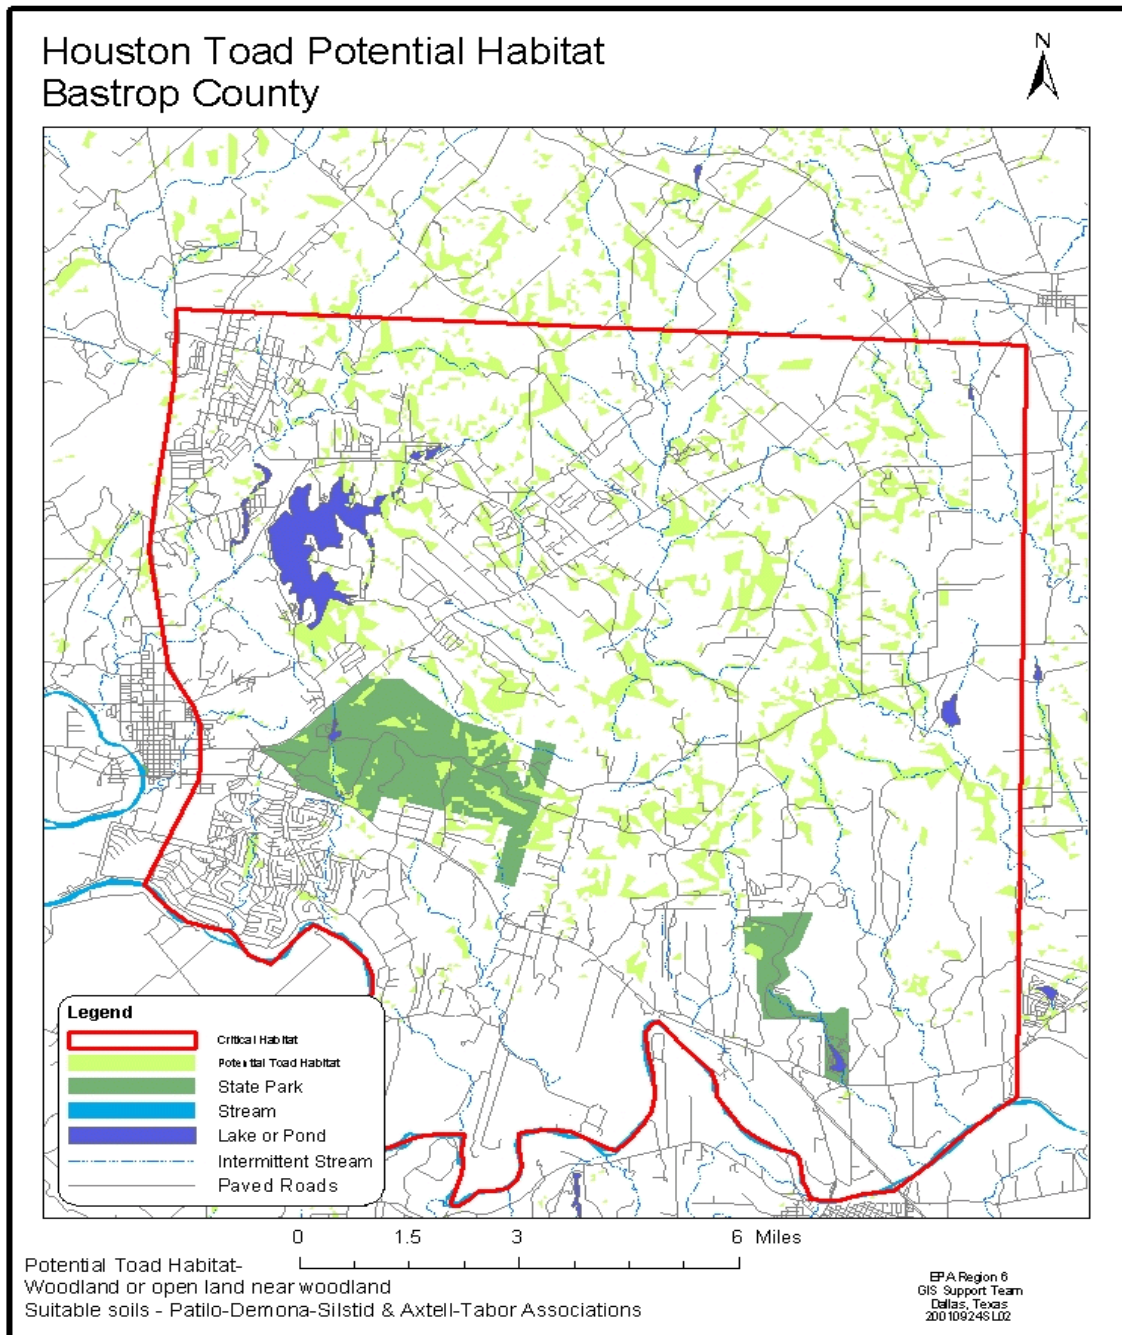 Houston Toad Potential Habitat
Bastrop County
N
Legend
Critical Habitat
Potential Toad Habitat
State Park
Stream
Lake or Pond
Intermittent Stream
Paved Roads
0 1.5 3 6 Miles
Potential Toad Habitat-
Woodland or open land near woodland
Suitable soils - Patilo-Demona-Silstid & Axtell-Tabor Associations
EPA Region 6
GIS Support Team
Dallas, Texas
20010924SL02